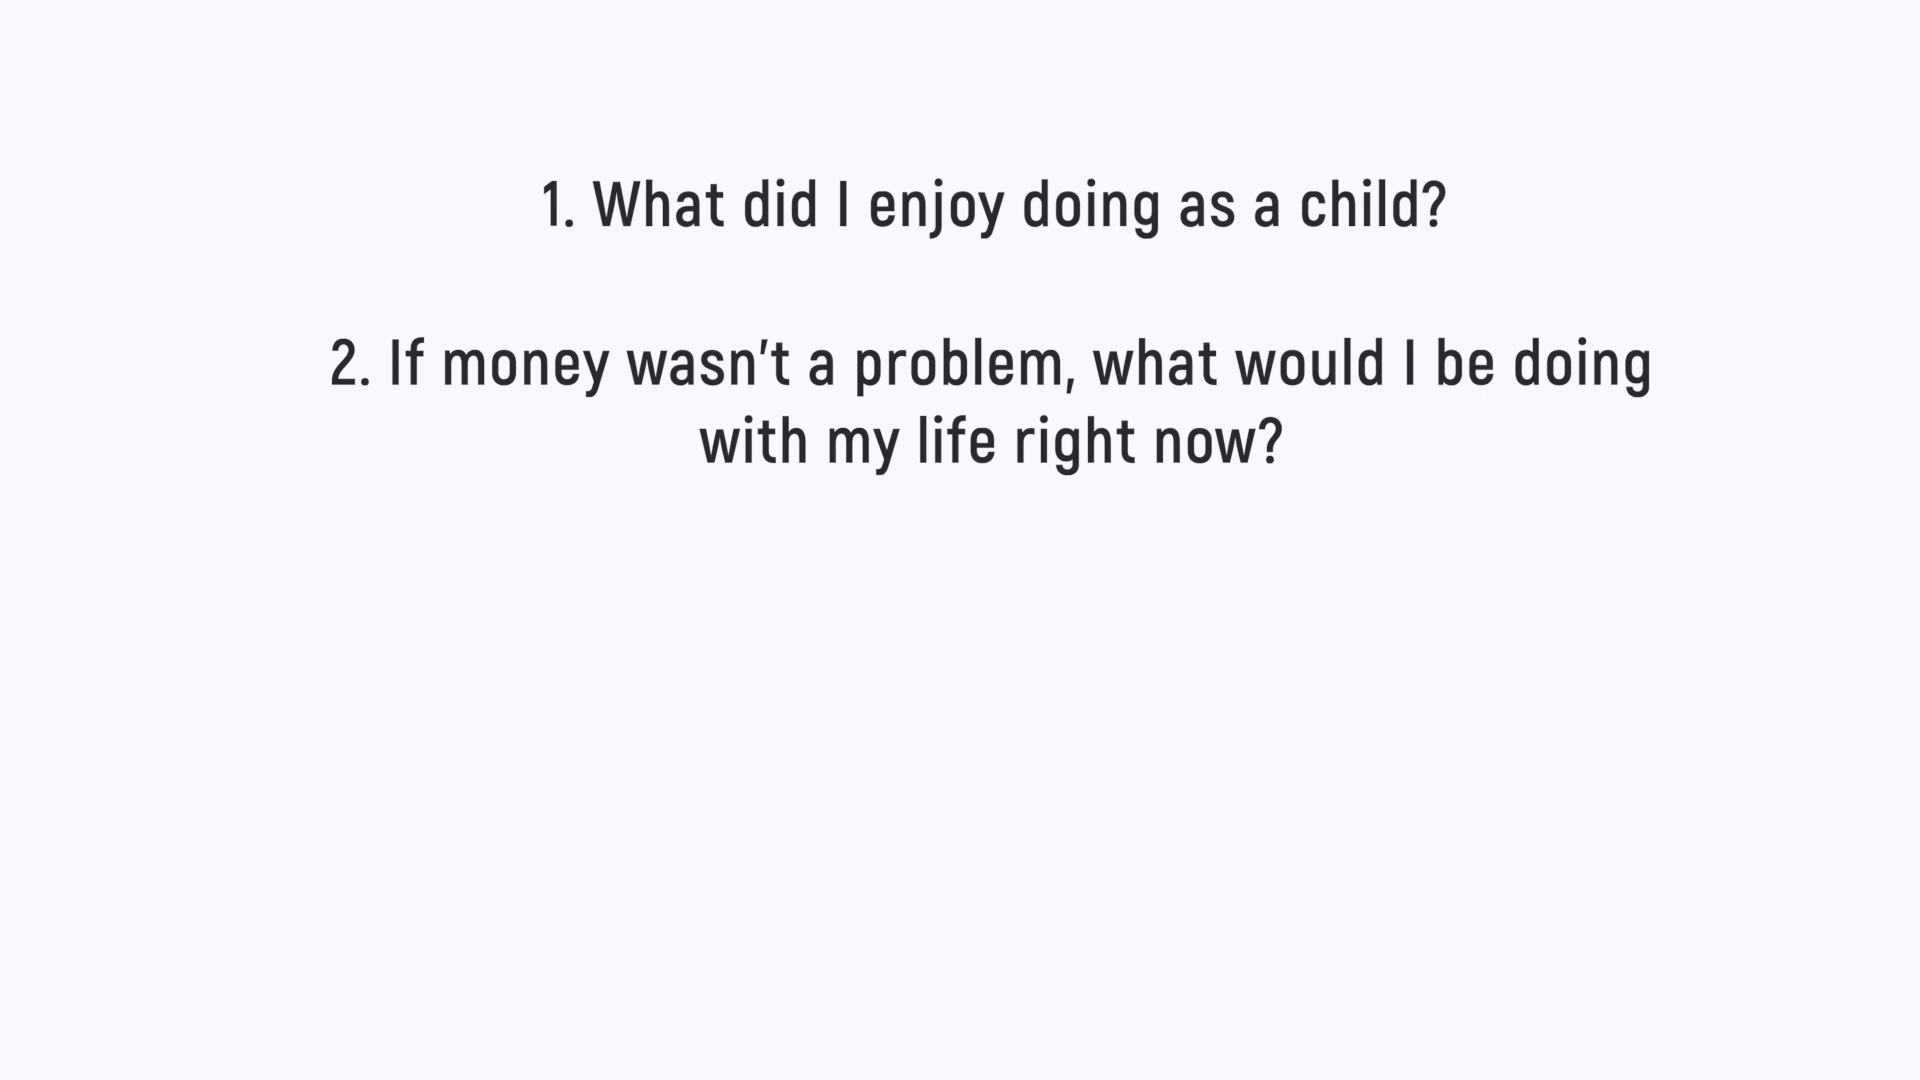 1. What did I enjoy doing as a child?
2. If money wasn't a problem, what would I be doing
with my life right now?